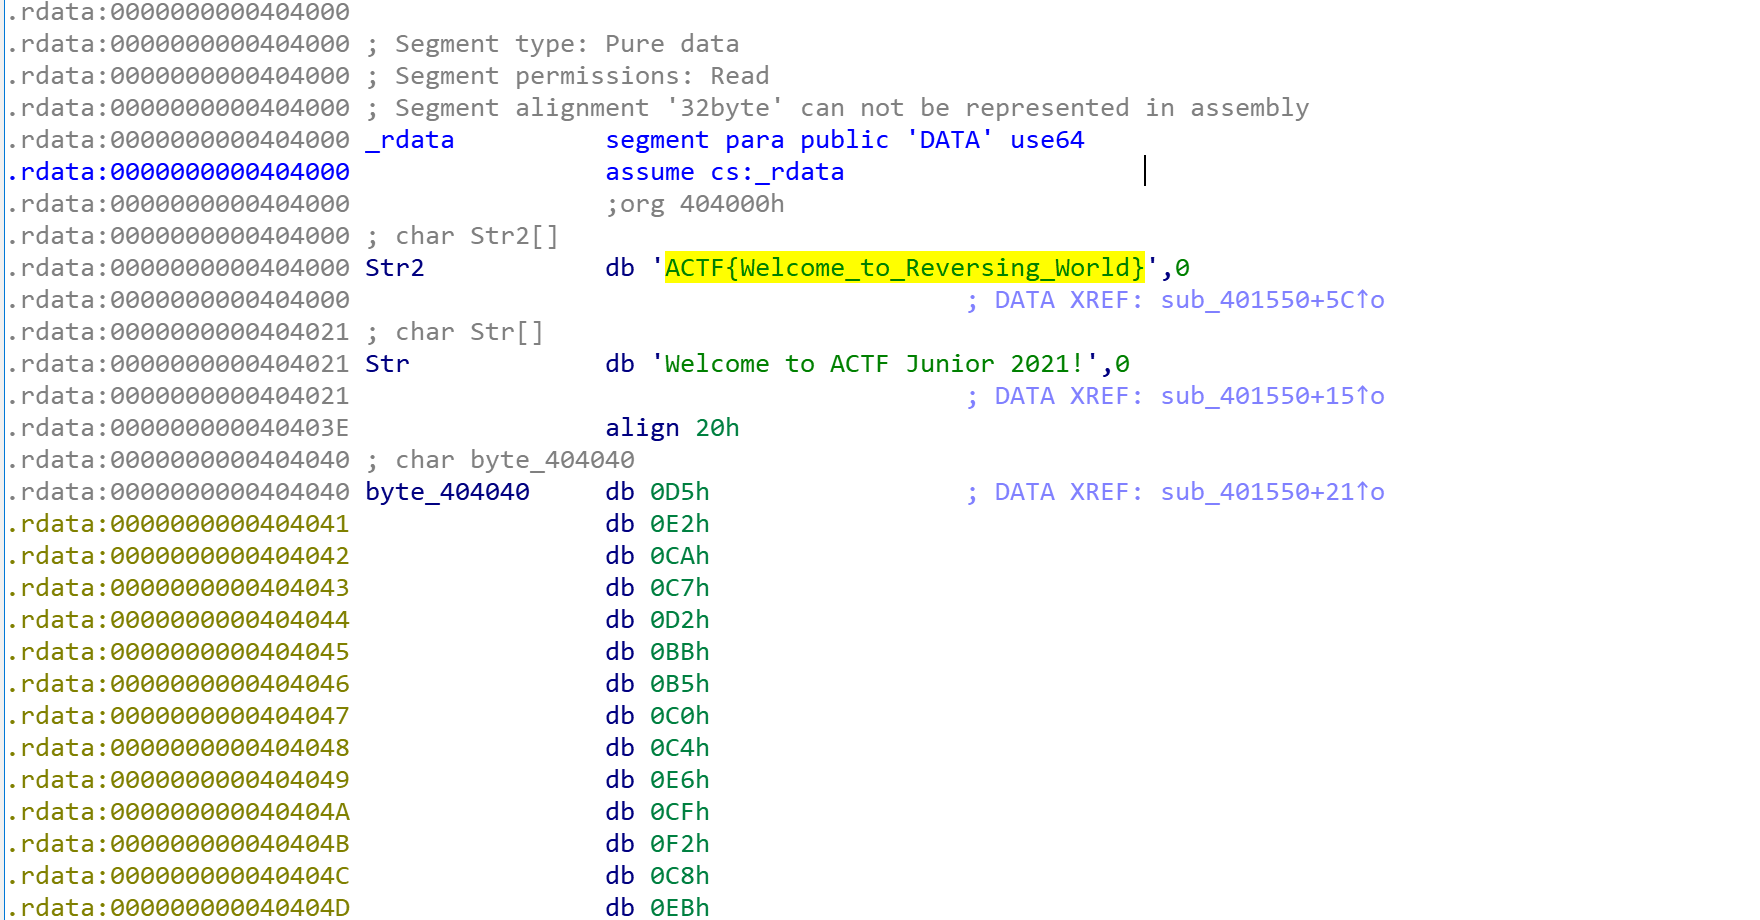 .rdata:0000000000404000
.rdata:0000000000404000 ; Segment type: Pure data
.rdata:0000000000404000 ; Segment permissions: Read
.rdata:0000000000404000 ; Segment alignment '32byte' can not be represented in assembly
.rdata:0000000000404000 _rdata segment para public 'DATA' use64
.rdata:0000000000404000 assume cs:_rdata
.rdata:0000000000404000 ;org 404000h
.rdata:0000000000404000 ; char Str2[]
.rdata:0000000000404000 Str2 db 'ACTF{Welcome_to_Reversing_World}',0
.rdata:0000000000404000 ; DATA XREF: sub_401550+5C↑o
.rdata:0000000000404021 ; char Str[]
.rdata:0000000000404021 Str db 'Welcome to ACTF Junior 2021!',0
.rdata:0000000000404021 ; DATA XREF: sub_401550+15↑o
.rdata:000000000040403E align 20h
.rdata:0000000000404040 ; char byte_404040
.rdata:0000000000404040 byte_404040 db 0D5h ; DATA XREF: sub_401550+21↑o
.rdata:0000000000404041 db 0E2h
.rdata:0000000000404042 db 0CAh
.rdata:0000000000404043 db 0C7h
.rdata:0000000000404044 db 0D2h
.rdata:0000000000404045 db 0BBh
.rdata:0000000000404046 db 0B5h
.rdata:0000000000404047 db 0C0h
.rdata:0000000000404048 db 0C4h
.rdata:0000000000404049 db 0E6h
.rdata:000000000040404A db 0CFh
.rdata:000000000040404B db 0F2h
.rdata:000000000040404C db 0C8h
.rdata:000000000040404D db 0EBh